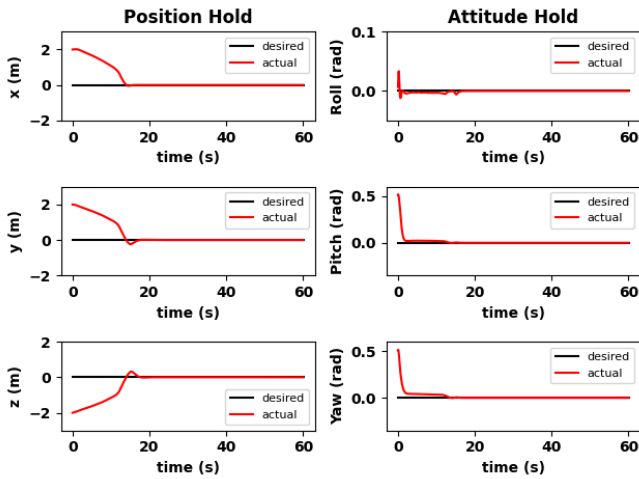 Position Hold
x (m)
2
0
−2
desired
actual
0 20 40 60
time (s)
Attitude Hold
Roll (rad)
0.1
0.0
desired
actual
0 20 40 60
time (s)
y (m)
2
0
−2
desired
actual
0 20 40 60
time (s)
Pitch (rad)
0.5
0.0
desired
actual
0 20 40 60
time (s)
z (m)
2
0
−2
desired
actual
0 20 40 60
time (s)
Yaw (rad)
0.5
0.0
desired
actual
0 20 40 60
time (s)